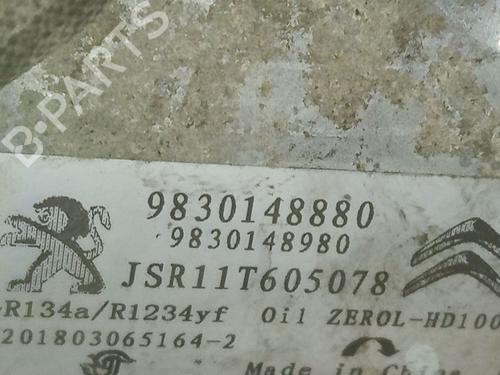 B-PARTS
9830148880
9830148980
JSR11T605078
R134a/R1234yf Oil ZEROL-HD100
201803065164-2
Made in China